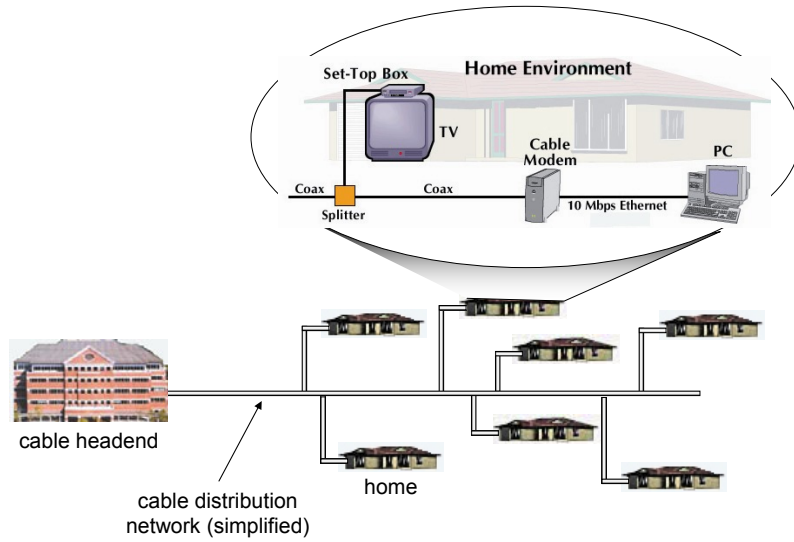 Home Environment
Set-Top Box
TV
Cable
Modem
PC
Coax
Coax
Splitter
10 Mbps Ethernet
cable headend
home
cable distribution
network (simplified)